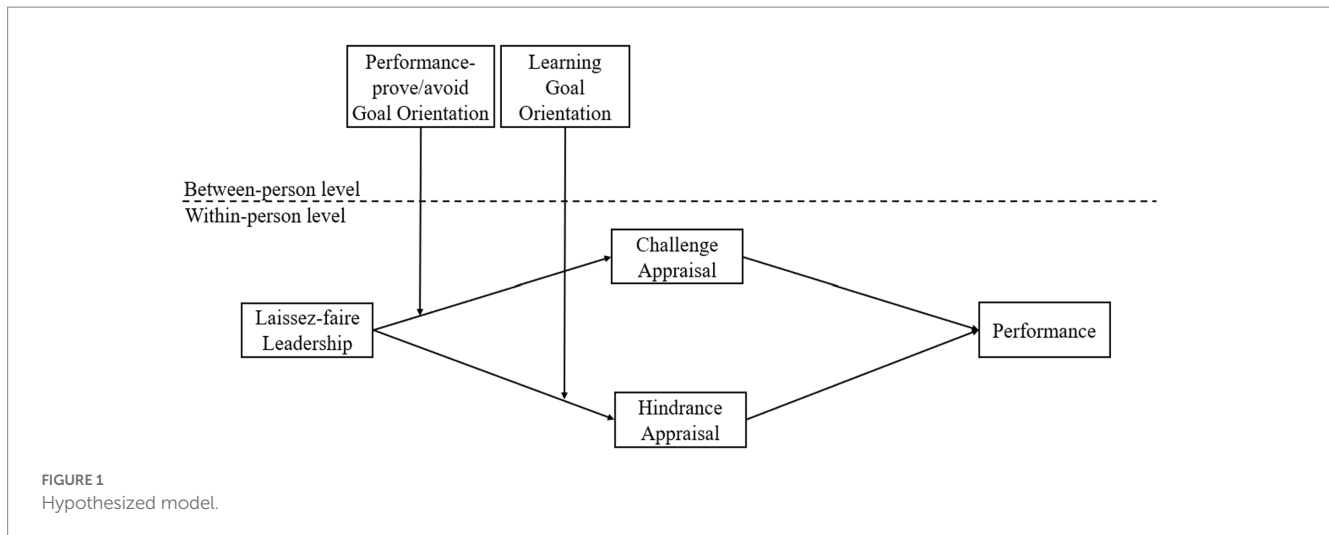 Performance-
prove/avoid
Goal Orientation
Learning
Goal
Orientation
Between-person level
Within-person level
Challenge
Appraisal
Laissez-faire
Leadership
Performance
Hindrance
Appraisal
FIGURE 1
Hypothesized model.